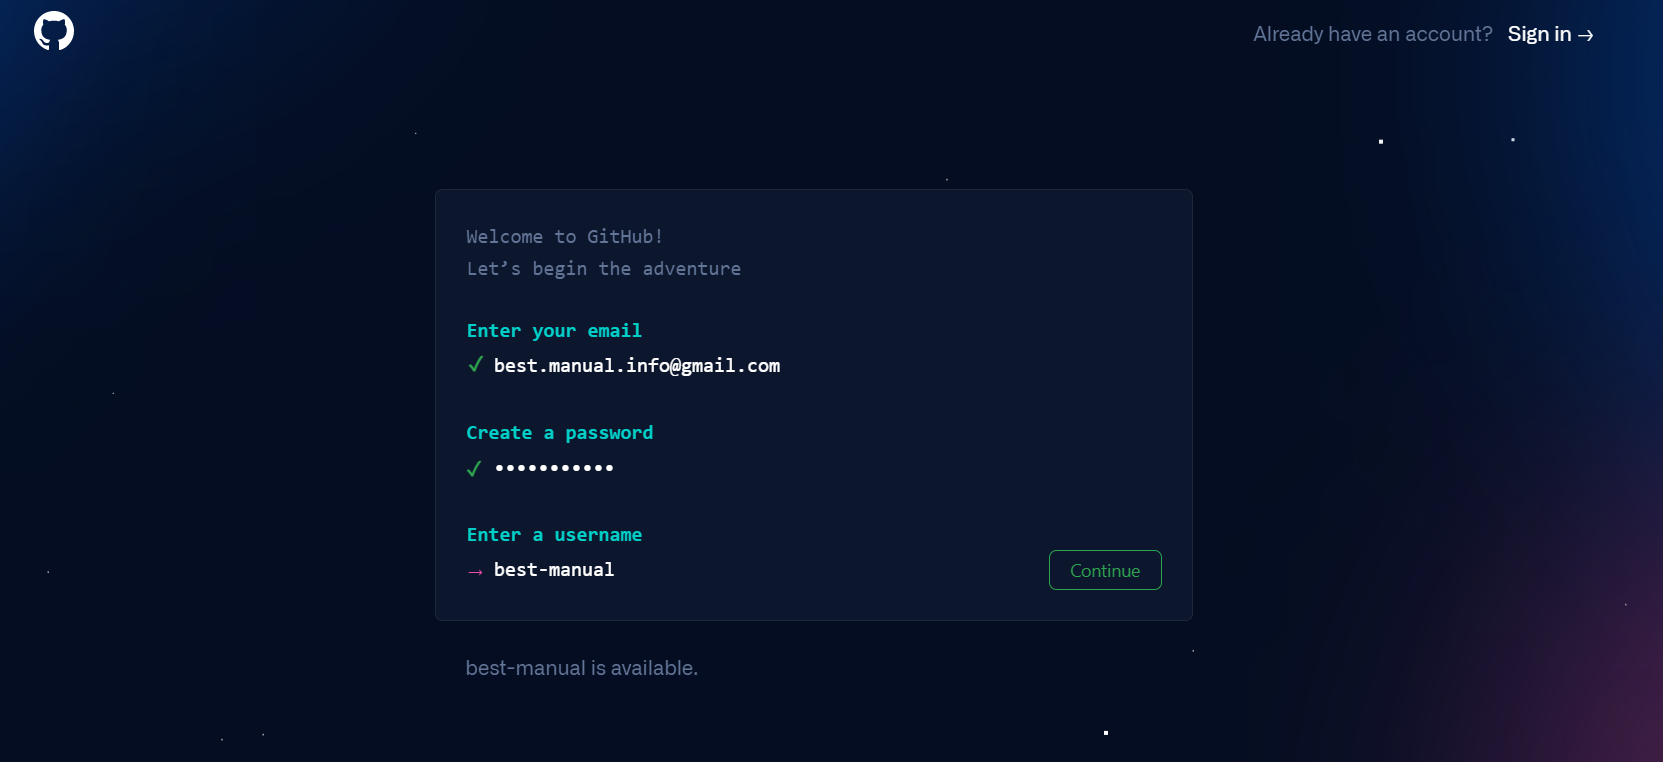 Already have an account? Sign in →
Welcome to GitHub!
Let’s begin the adventure
Enter your email
✓ best.manual.info@gmail.com
Create a password
✓ •••••••••••
Enter a username
→ best-manual
Continue
best-manual is available.